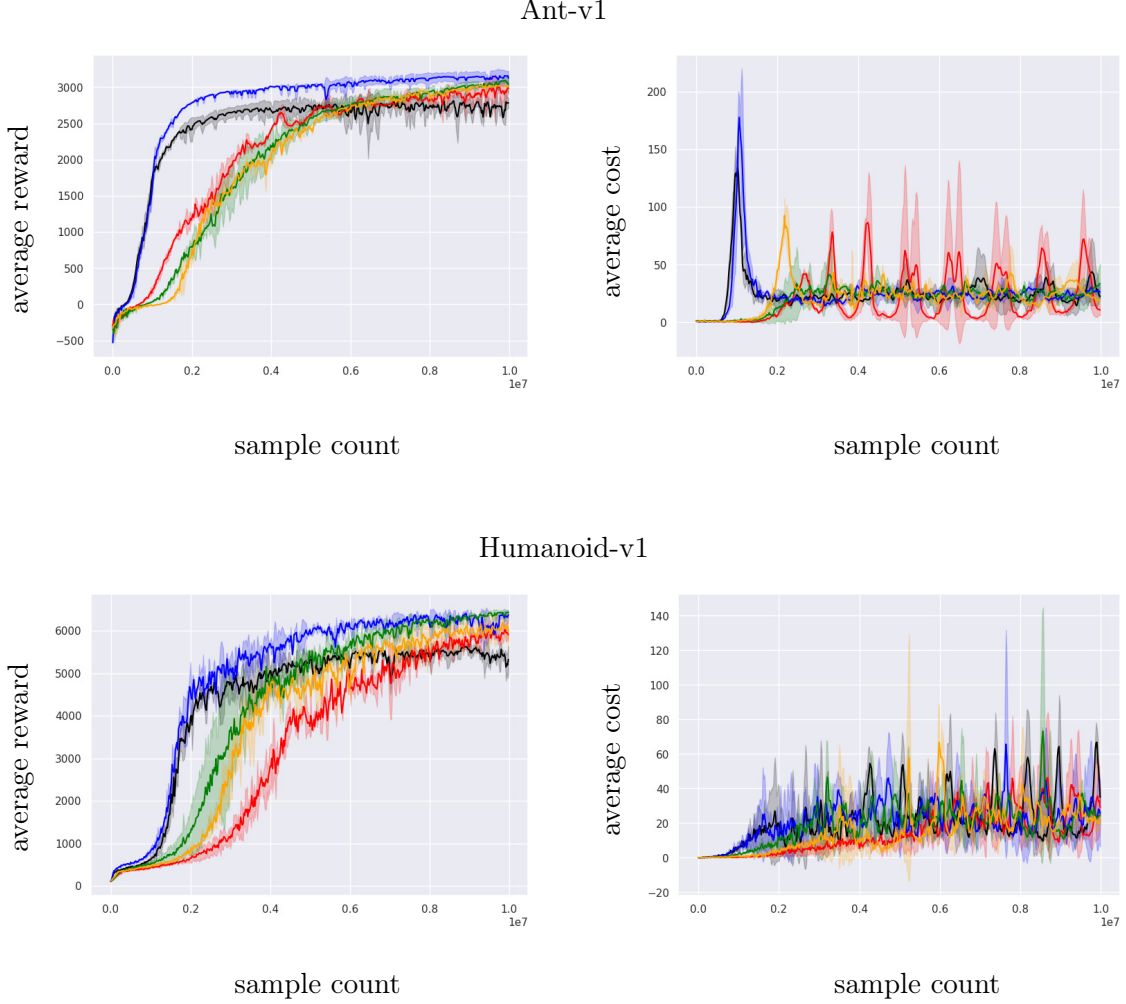 Ant-v1
average reward
3000
2500
2000
1500
1000
500
0
−500
0.0 0.2 0.4 0.6 0.8 1.0
1e7
sample count
average cost
200
150
100
50
0
0.0 0.2 0.4 0.6 0.8 1.0
1e7
sample count
Humanoid-v1
average reward
6000
5000
4000
3000
2000
1000
0
0.0 0.2 0.4 0.6 0.8 1.0
1e7
sample count
average cost
140
120
100
80
60
40
20
0
−20
0.0 0.2 0.4 0.6 0.8 1.0
1e7
sample count